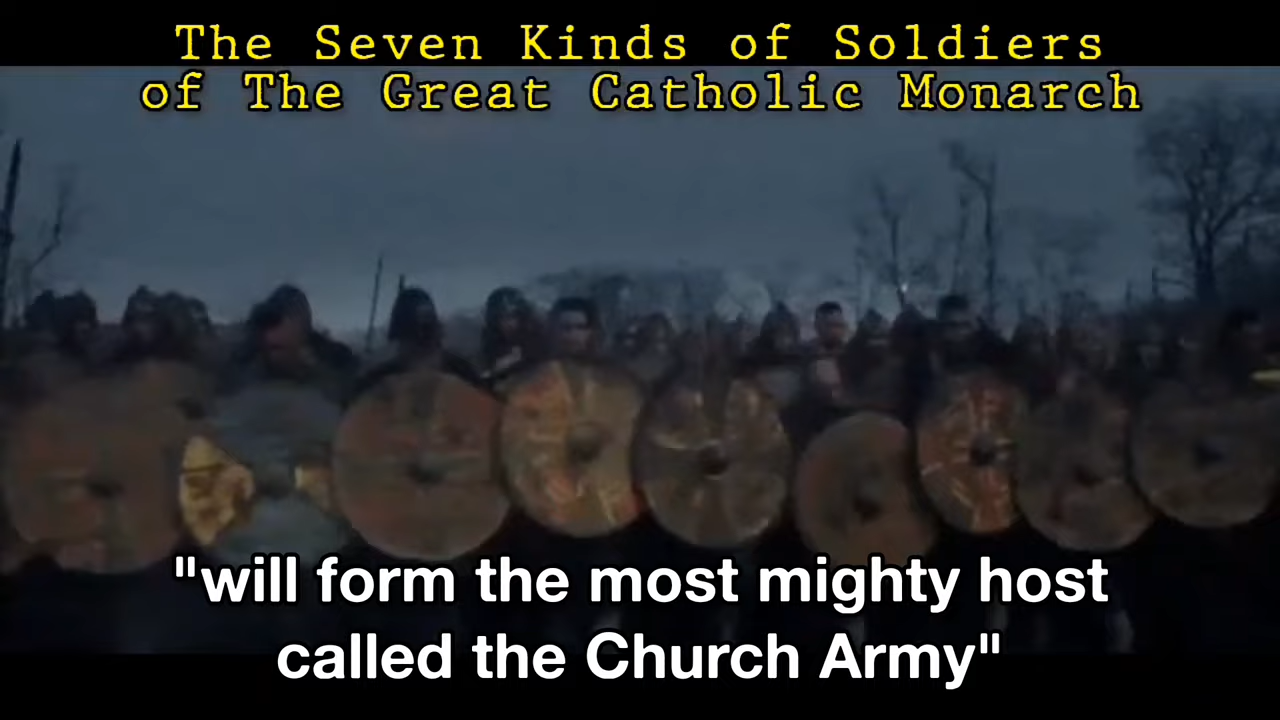 The Seven Kinds of Soldiers
of The Great Catholic Monarch
"will form the most mighty host
called the Church Army"